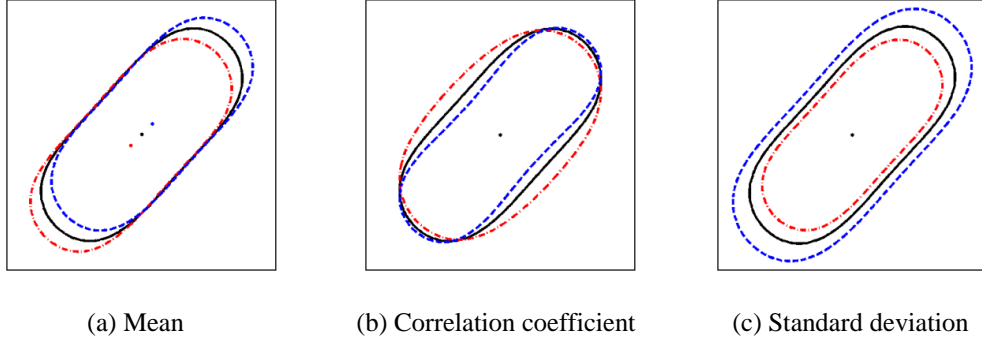 (a) Mean
(b) Correlation coefficient
(c) Standard deviation